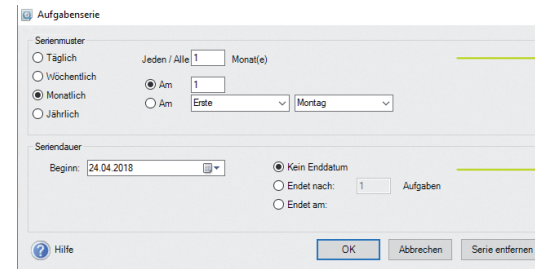 Aufgabenserie
Serienmuster
Täglich
Wöchentlich
Monatlich
Jährlich
Jeden / Alle 1 Monat(e)
Am 1
Am Erste Montag
Seriendauer
Beginn: 24.04.2018
Kein Enddatum
Endet nach: 1 Aufgaben
Endet am:
Hilfe OK Abbrechen Serie entfernen